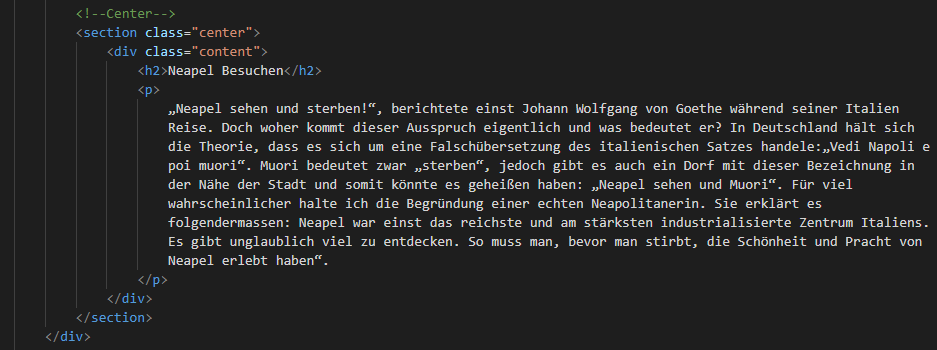 <!--Center-->
<section class="center">
<div class="content">
<h2>Neapel Besuchen</h2>
<p>
„Neapel sehen und sterben!“, berichtete einst Johann Wolfgang von Goethe während seiner Italien
Reise. Doch woher kommt dieser Ausspruch eigentlich und was bedeutet er? In Deutschland hält sich
die Theorie, dass es sich um eine Falschübersetzung des italienischen Satzes handele:„Vedi Napoli e
poi muori“. Muori bedeutet zwar „sterben“, jedoch gibt es auch ein Dorf mit dieser Bezeichnung in
der Nähe der Stadt und somit könnte es geheißen haben: „Neapel sehen und Muori“. Für viel
wahrscheinlicher halte ich die Begründung einer echten Neapolitanerin. Sie erklärt es
folgendermassen: Neapel war einst das reichste und am stärksten industrialisierte Zentrum Italiens.
Es gibt unglaublich viel zu entdecken. So muss man, bevor man stirbt, die Schönheit und Pracht von
Neapel erlebt haben“.
</p>
</div>
</section>
</div>